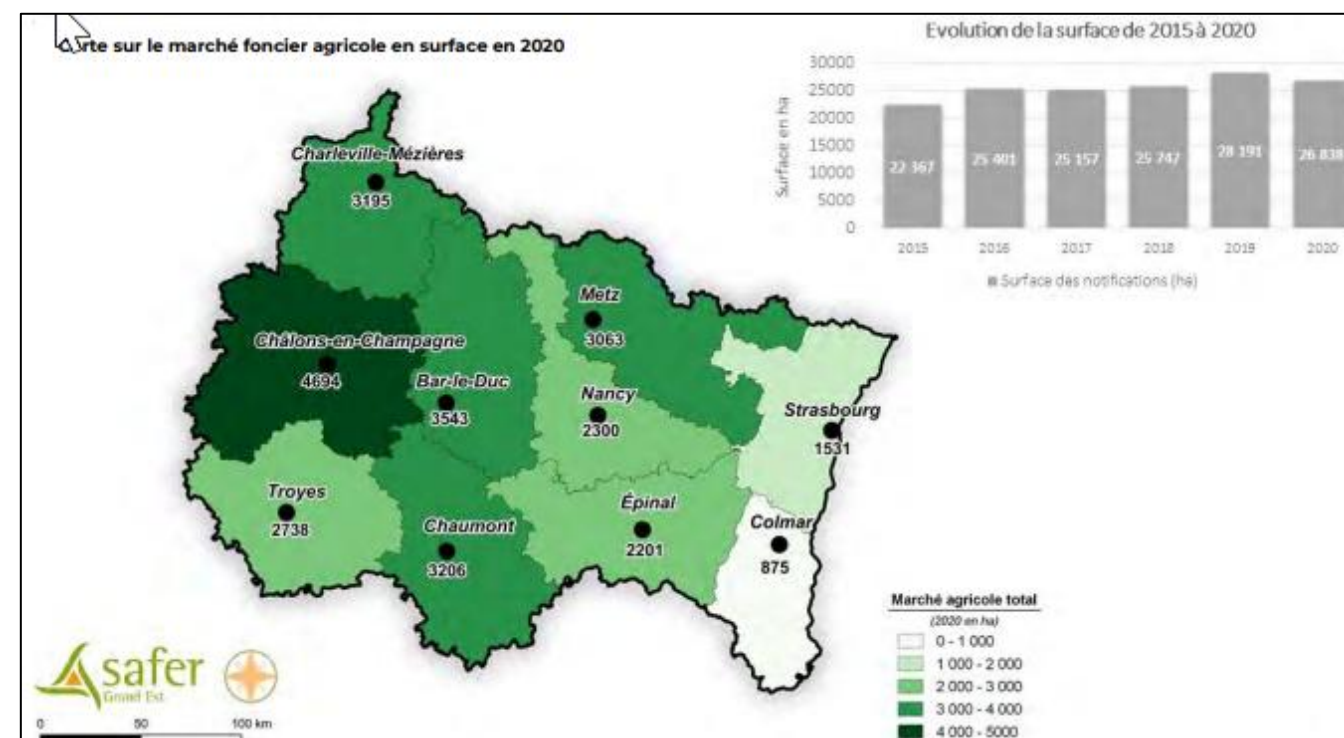 rte sur le marché foncier agricole en surface en 2020
Evolution de la surface de 2015 à 2020
30000
25000
20000
15000
10000
5000
0
Surface en ha
22 367
25 401
25 157
25 747
28 191
26 838
2015
2016
2017
2018
2019
2020
Surface des notifications (ha)
Charleville-Mézières
3195
Metz
3063
Châlons-en-Champagne
4694
Bar-le-Duc
3543
Nancy
2300
Strasbourg
1531
Troyes
2738
Chaumont
3206
Épinal
2201
Colmar
875
Marché agricole total
(2020 en ha)
0 - 1 000
1 000 - 2 000
2 000 - 3 000
3 000 - 4 000
4 000 - 5000
safer
Grand Est
0 50 100 km